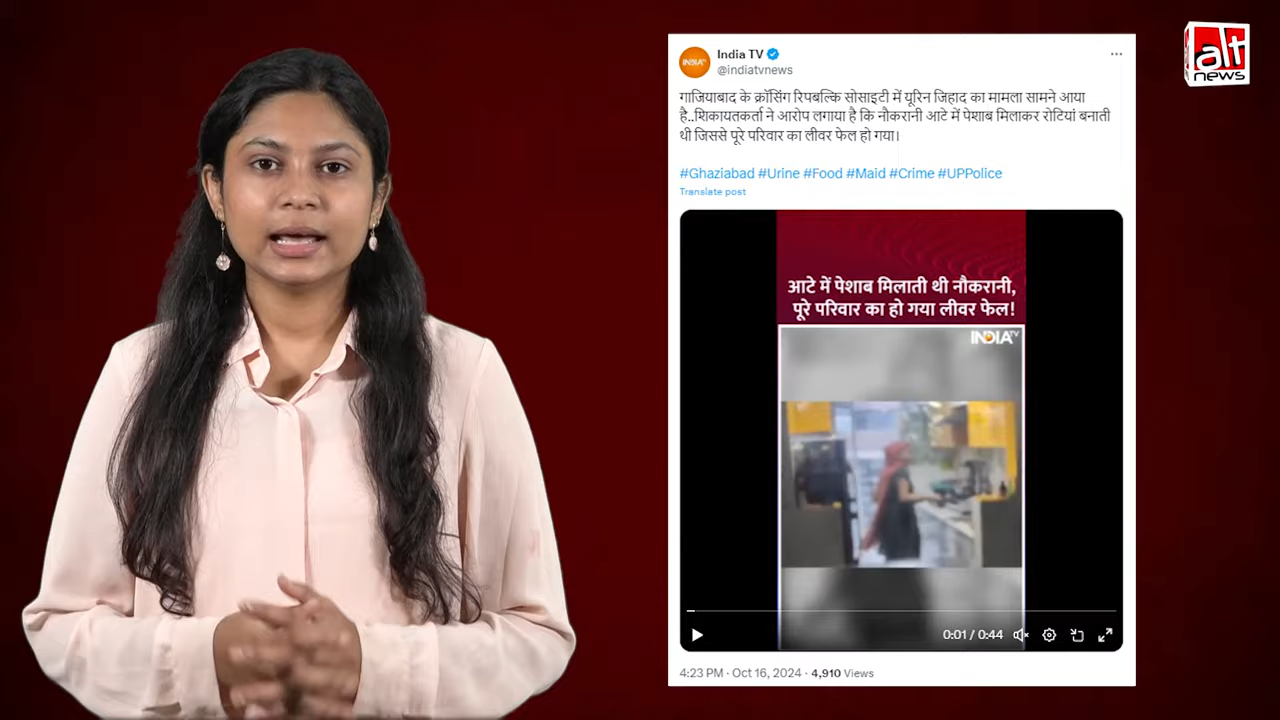 alt
news
India TV
@indiatvnews
गाजियाबाद के क्रॉसिंग रिपबल्कि सोसाइटी में यूरिन जिहाद का मामला सामने आया
है..शिकायतकर्ता ने आरोप लगाया है कि नौकरानी आटे में पेशाब मिलाकर रोटियां बनाती
थी जिससे पूरे परिवार का लीवर फेल हो गया।
#Ghaziabad #Urine #Food #Maid #Crime #UPPolice
Translate post
आटे में पेशाब मिलाती थी नौकरानी,
पूरे परिवार का हो गया लीवर फेल!
INDIA TV
0:01 / 0:44
4:23 PM · Oct 16, 2024 · 4,910 Views